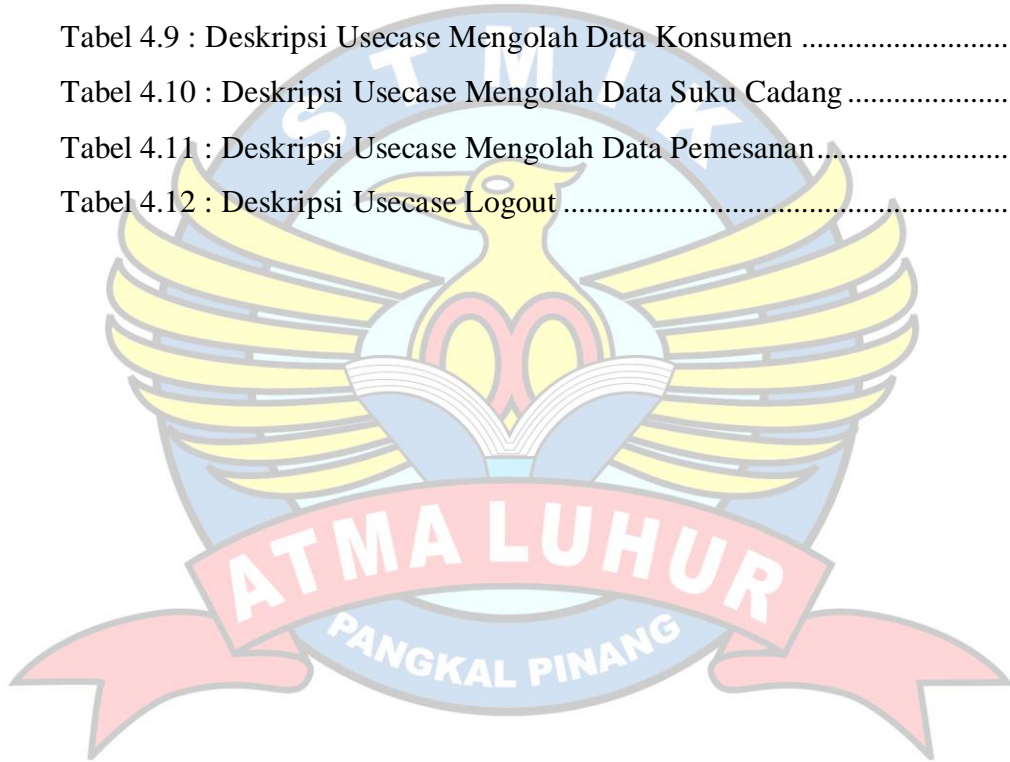 Tabel 4.9 : Deskripsi Usecase Mengolah Data Konsumen ..........................
Tabel 4.10 : Deskripsi Usecase Mengolah Data Suku Cadang ....................
Tabel 4.11 : Deskripsi Usecase Mengolah Data Pemesanan........................
Tabel 4.12 : Deskripsi Usecase Logout ........................................................
STMIK
ATMA LUHUR
PANGKAL PINANG